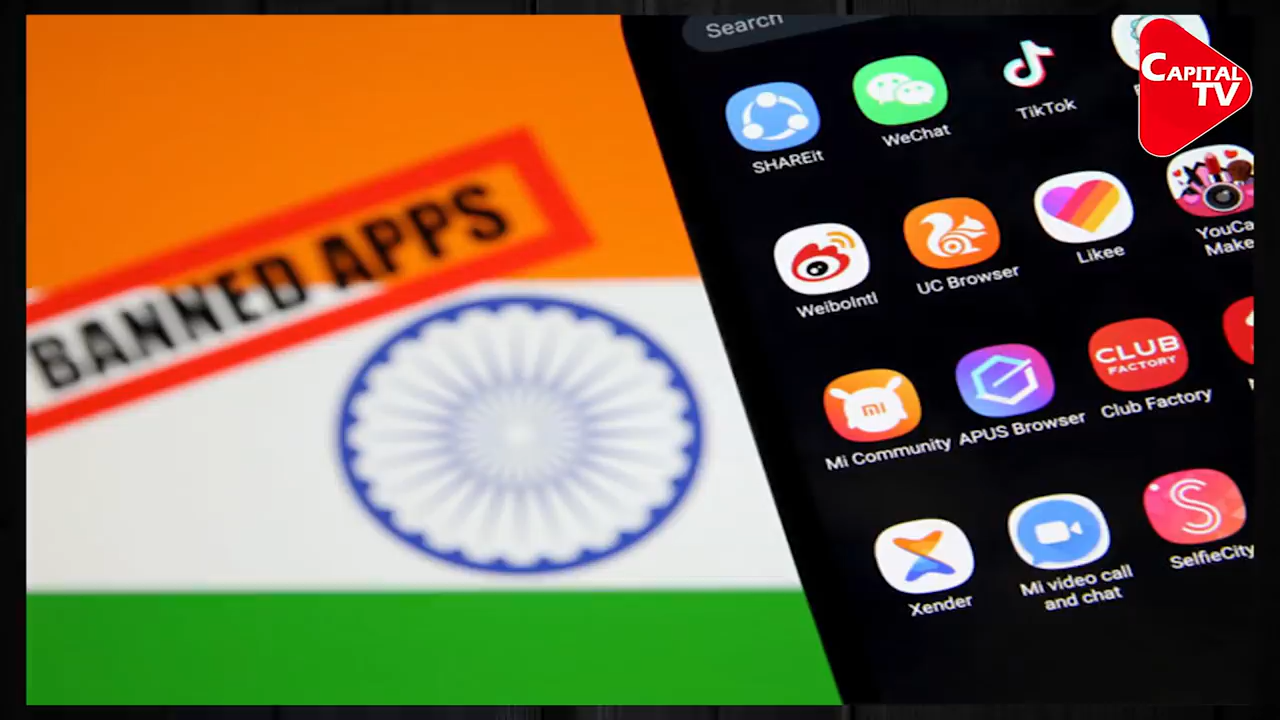 Search
CAPITAL
TV
SHAREit
WeChat
TikTok
BANNED APPS
WeiboIntl
UC Browser
Likee
YouCa
Make
Mi Community
APUS Browser
CLUB
FACTORY
Club Factory
Xender
Mi video call
and chat
SelfieCity